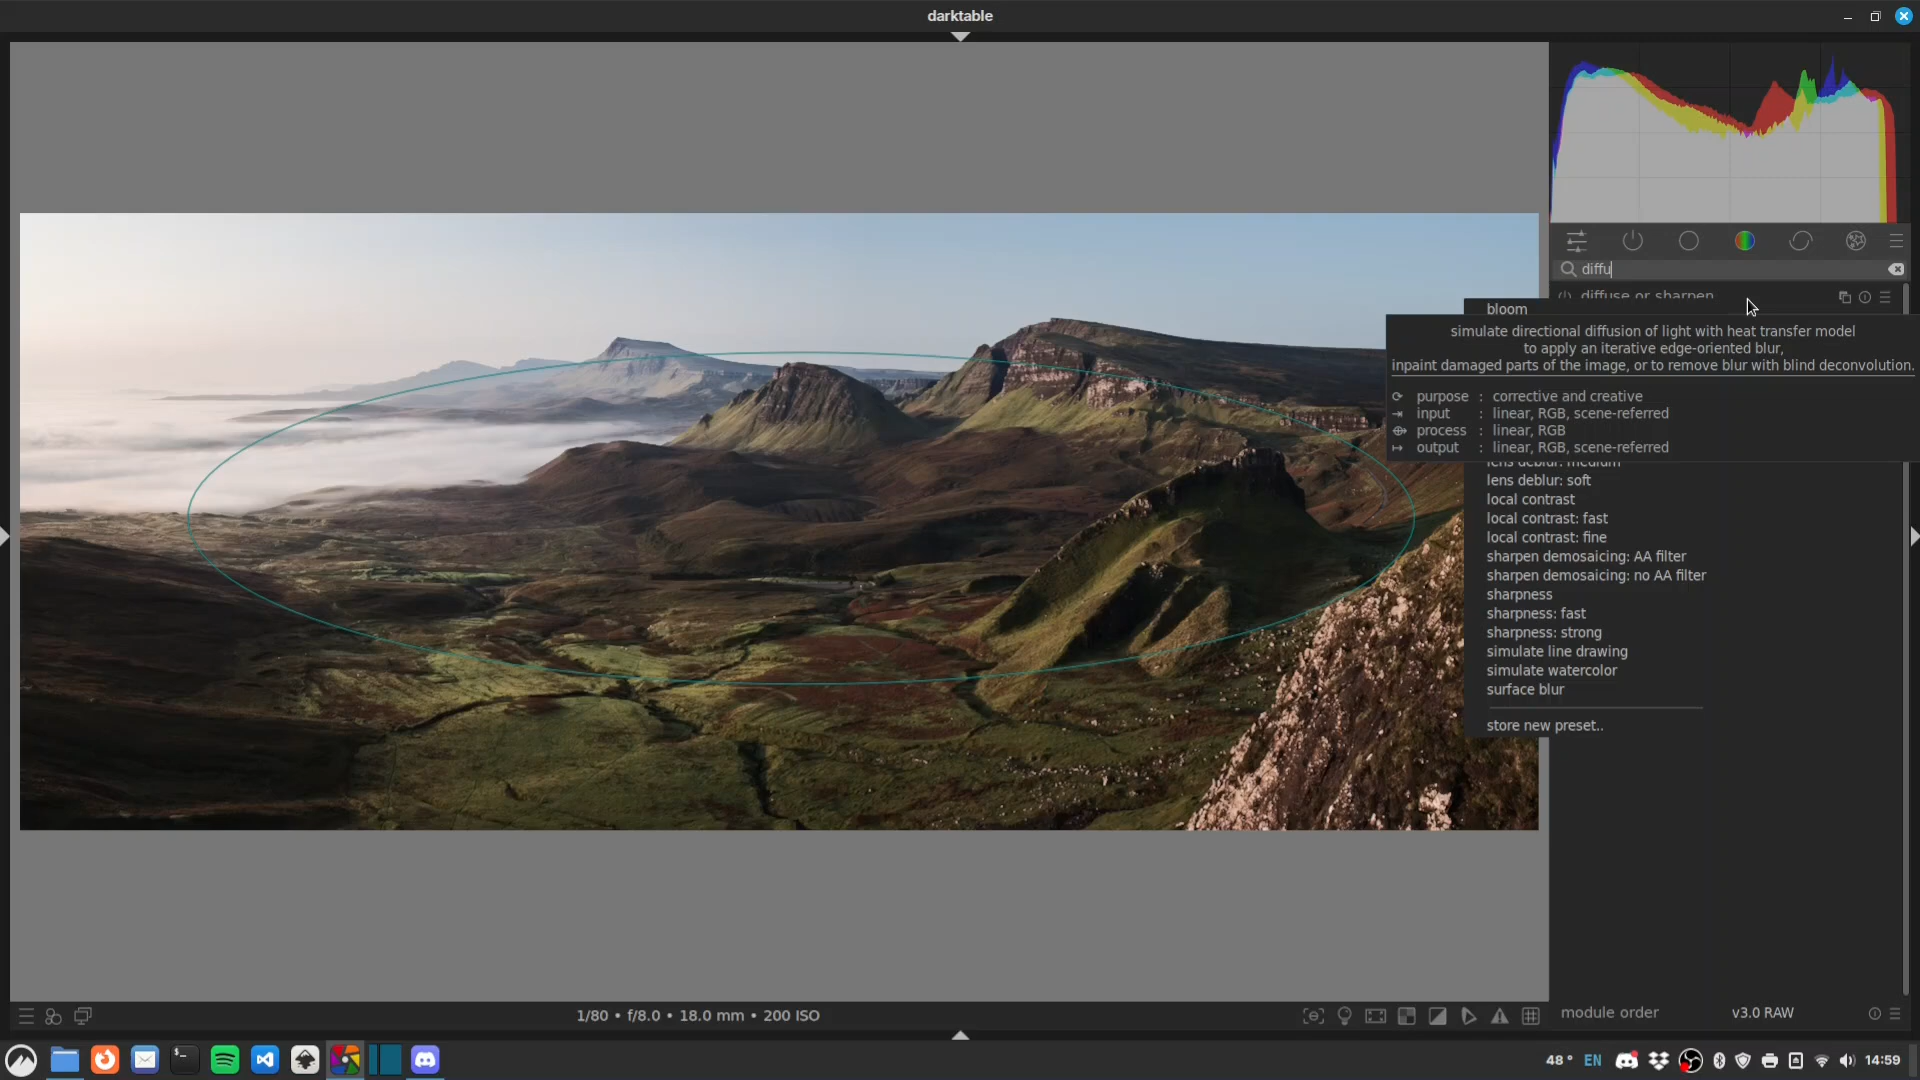 darktable
diffu
diffuse or sharpen
bloom
simulate directional diffusion of light with heat transfer model
to apply an iterative edge-oriented blur,
inpaint damaged parts of the image, or to remove blur with blind deconvolution.
purpose : corrective and creative
input : linear, RGB, scene-referred
process : linear, RGB
output : linear, RGB, scene-referred
lens deblur: medium
lens deblur: soft
local contrast
local contrast: fast
local contrast: fine
sharpen demosaicing: AA filter
sharpen demosaicing: no AA filter
sharpness
sharpness: fast
sharpness: strong
simulate line drawing
simulate watercolor
surface blur
store new preset..
1/80 • f/8.0 • 18.0 mm • 200 ISO
module order v3.0 RAW
48 ° EN 14:59